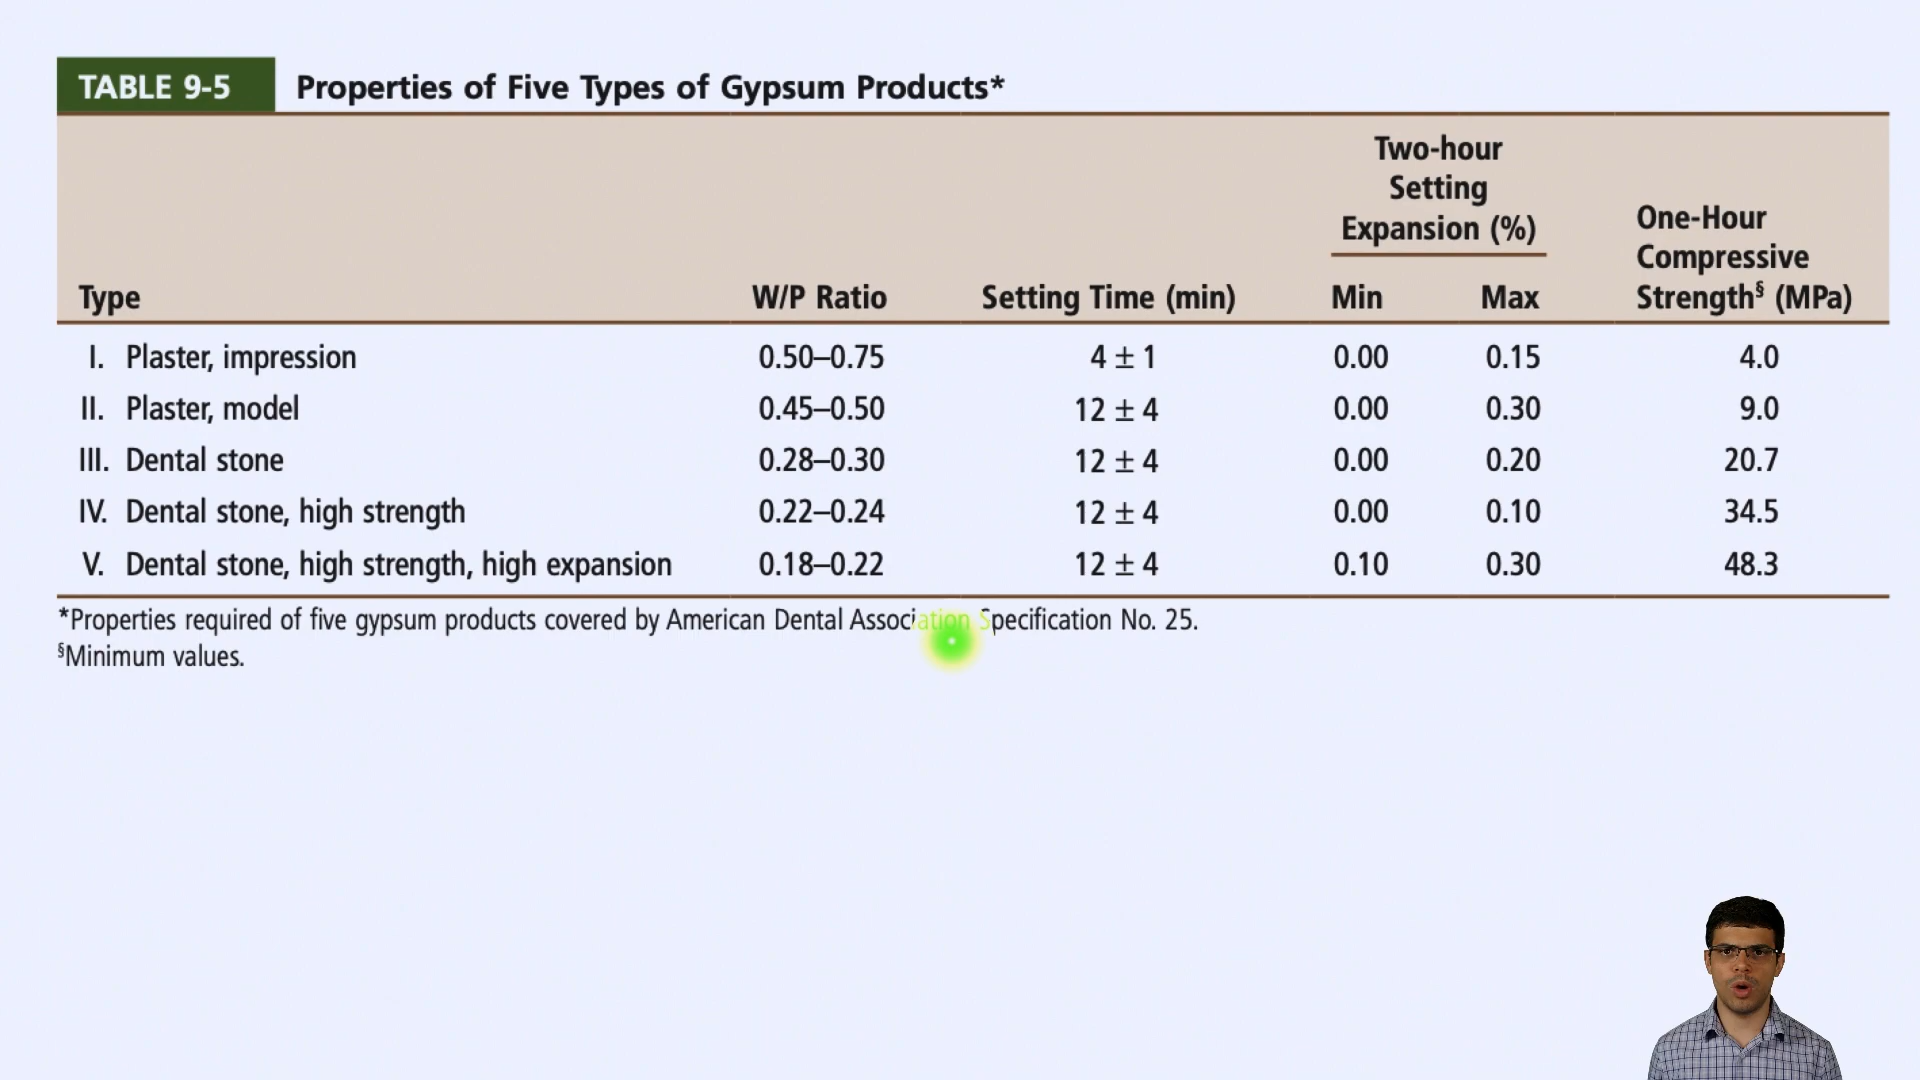 TABLE 9-5 Properties of Five Types of Gypsum Products*
Two-hour
Setting
Expansion (%)
One-Hour
Compressive
Strength§ (MPa)
Type W/P Ratio Setting Time (min) Min Max
I. Plaster, impression 0.50–0.75 4 ± 1 0.00 0.15 4.0
II. Plaster, model 0.45–0.50 12 ± 4 0.00 0.30 9.0
III. Dental stone 0.28–0.30 12 ± 4 0.00 0.20 20.7
IV. Dental stone, high strength 0.22–0.24 12 ± 4 0.00 0.10 34.5
V. Dental stone, high strength, high expansion 0.18–0.22 12 ± 4 0.10 0.30 48.3
*Properties required of five gypsum products covered by American Dental Association Specification No. 25.
§Minimum values.